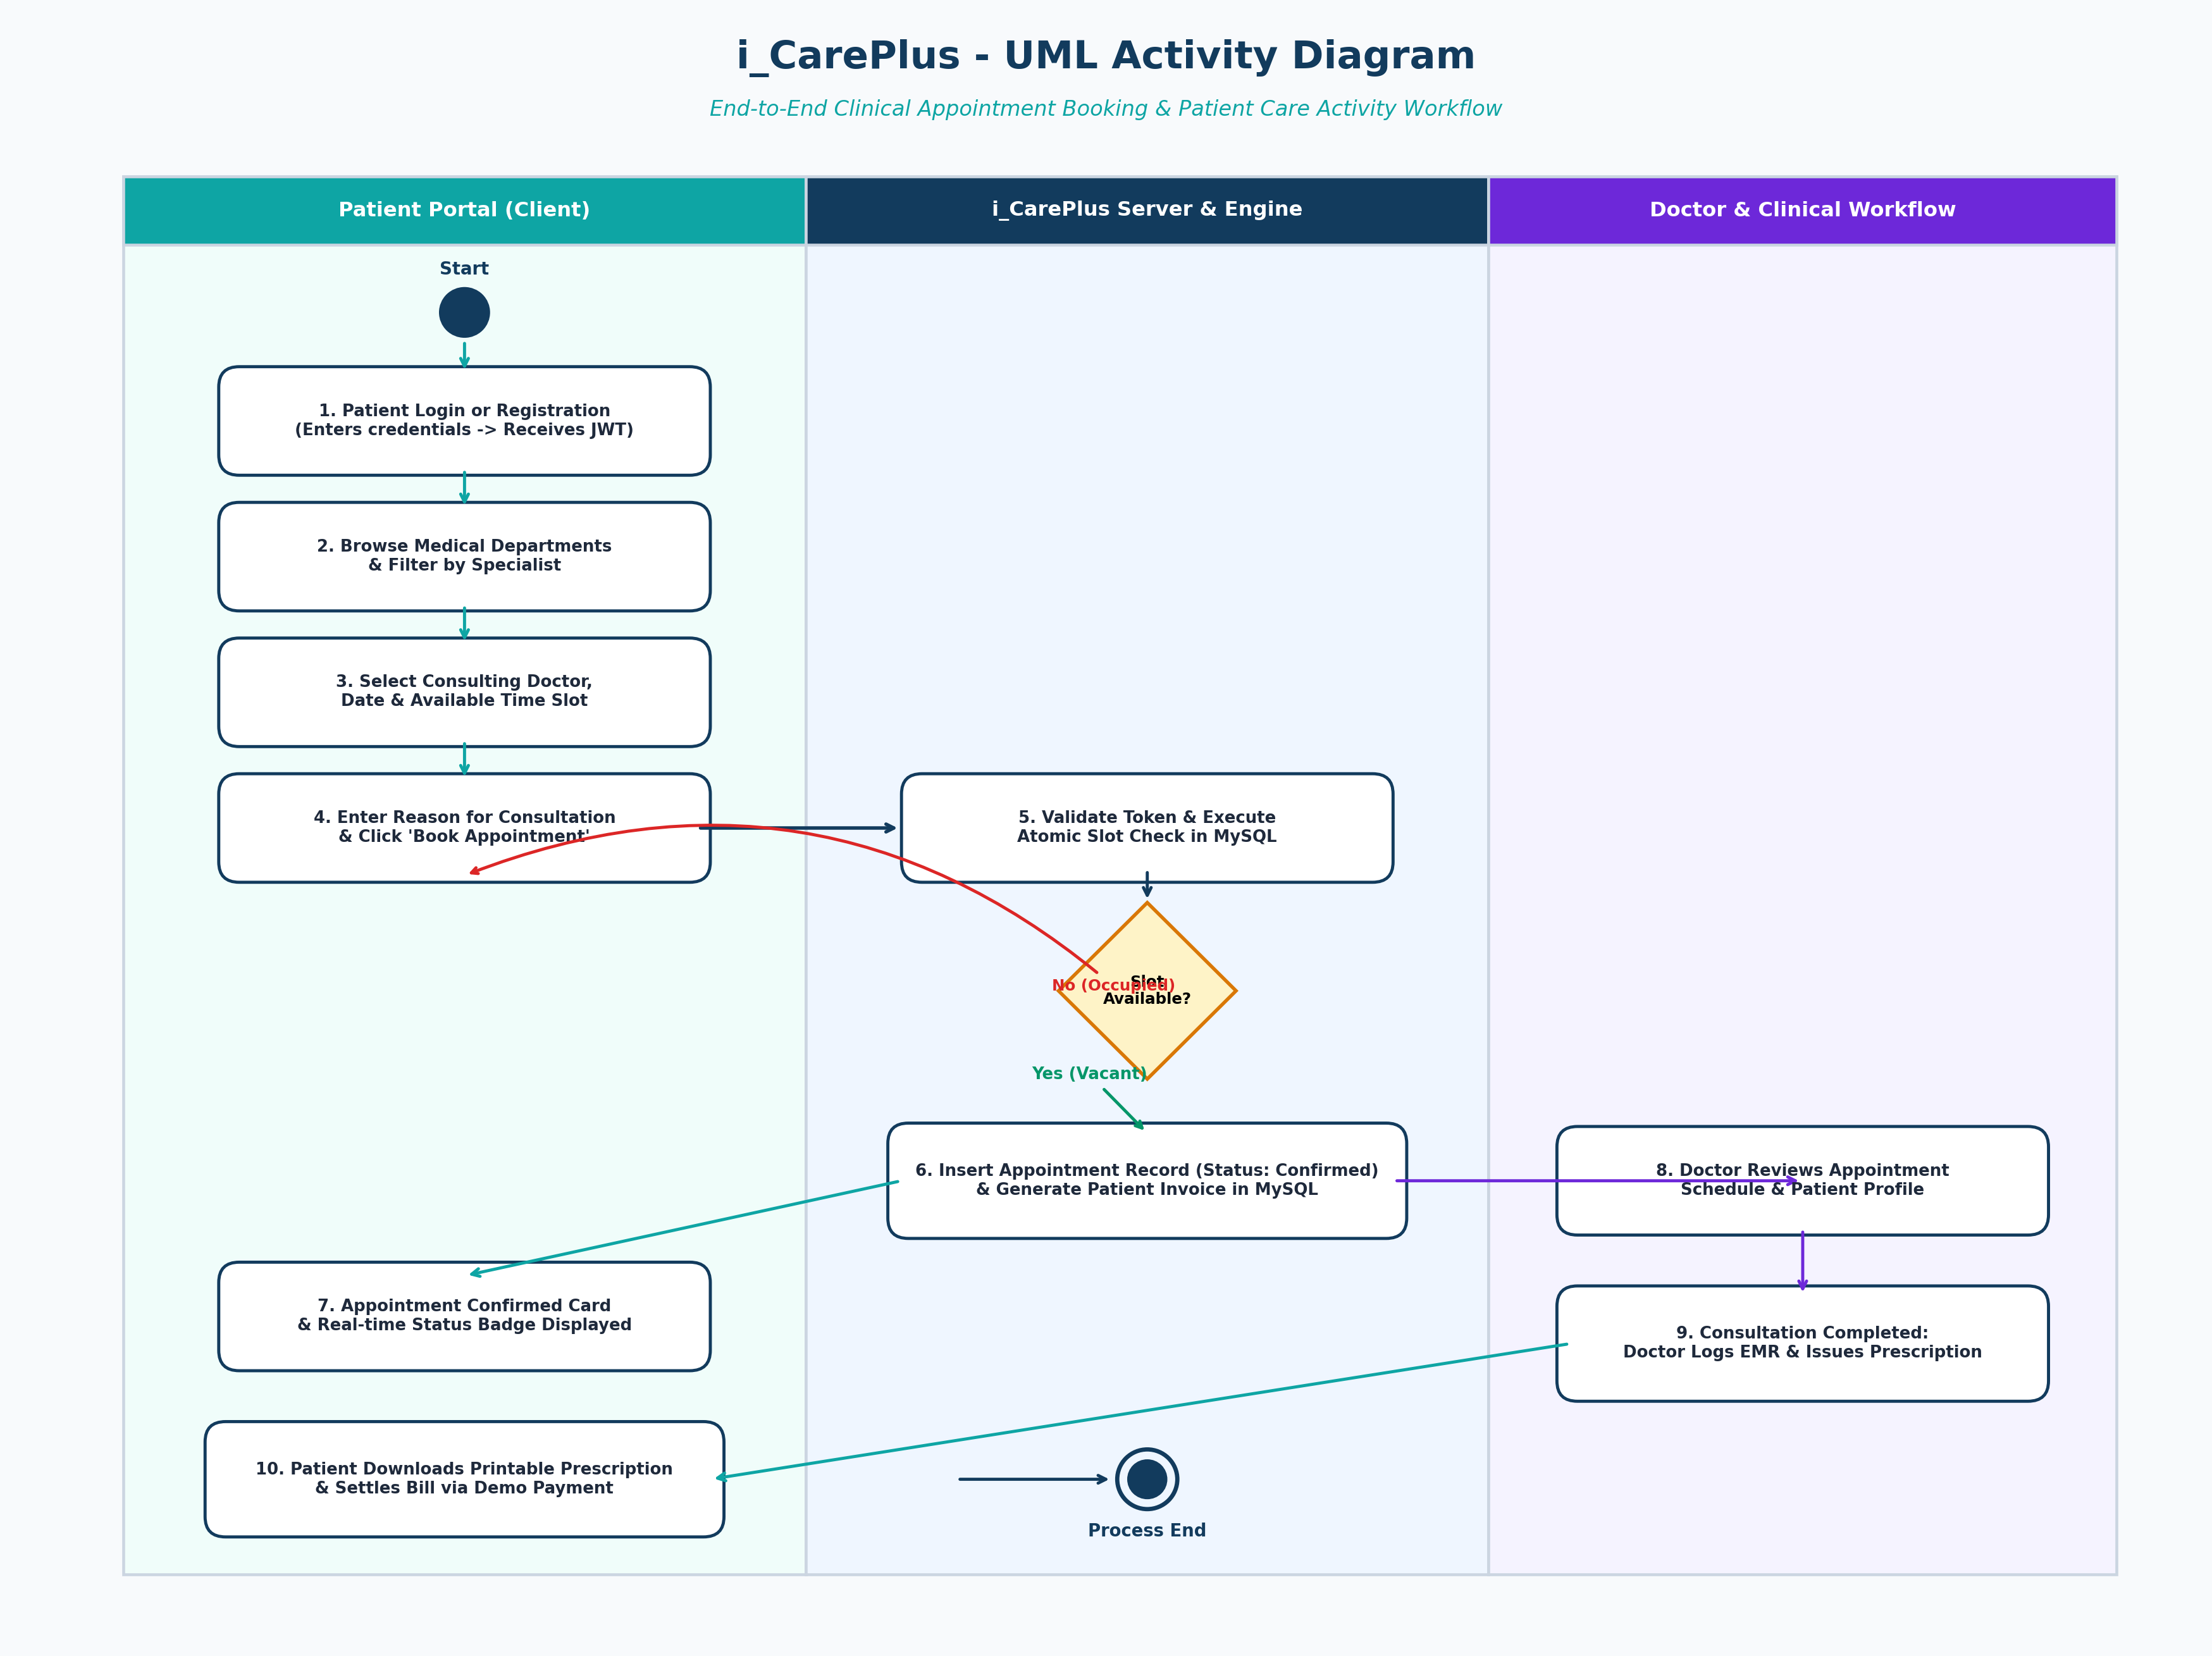 i_CarePlus - UML Activity Diagram
End-to-End Clinical Appointment Booking & Patient Care Activity Workflow
Patient Portal (Client)
i_CarePlus Server & Engine
Doctor & Clinical Workflow
Start
1. Patient Login or Registration
(Enters credentials -> Receives JWT)
2. Browse Medical Departments
& Filter by Specialist
3. Select Consulting Doctor,
Date & Available Time Slot
4. Enter Reason for Consultation
& Click 'Book Appointment'
5. Validate Token & Execute
Atomic Slot Check in MySQL
Slot
Available?
No (Occupied)
Yes (Vacant)
6. Insert Appointment Record (Status: Confirmed)
& Generate Patient Invoice in MySQL
8. Doctor Reviews Appointment
Schedule & Patient Profile
7. Appointment Confirmed Card
& Real-time Status Badge Displayed
9. Consultation Completed:
Doctor Logs EMR & Issues Prescription
10. Patient Downloads Printable Prescription
& Settles Bill via Demo Payment
Process End